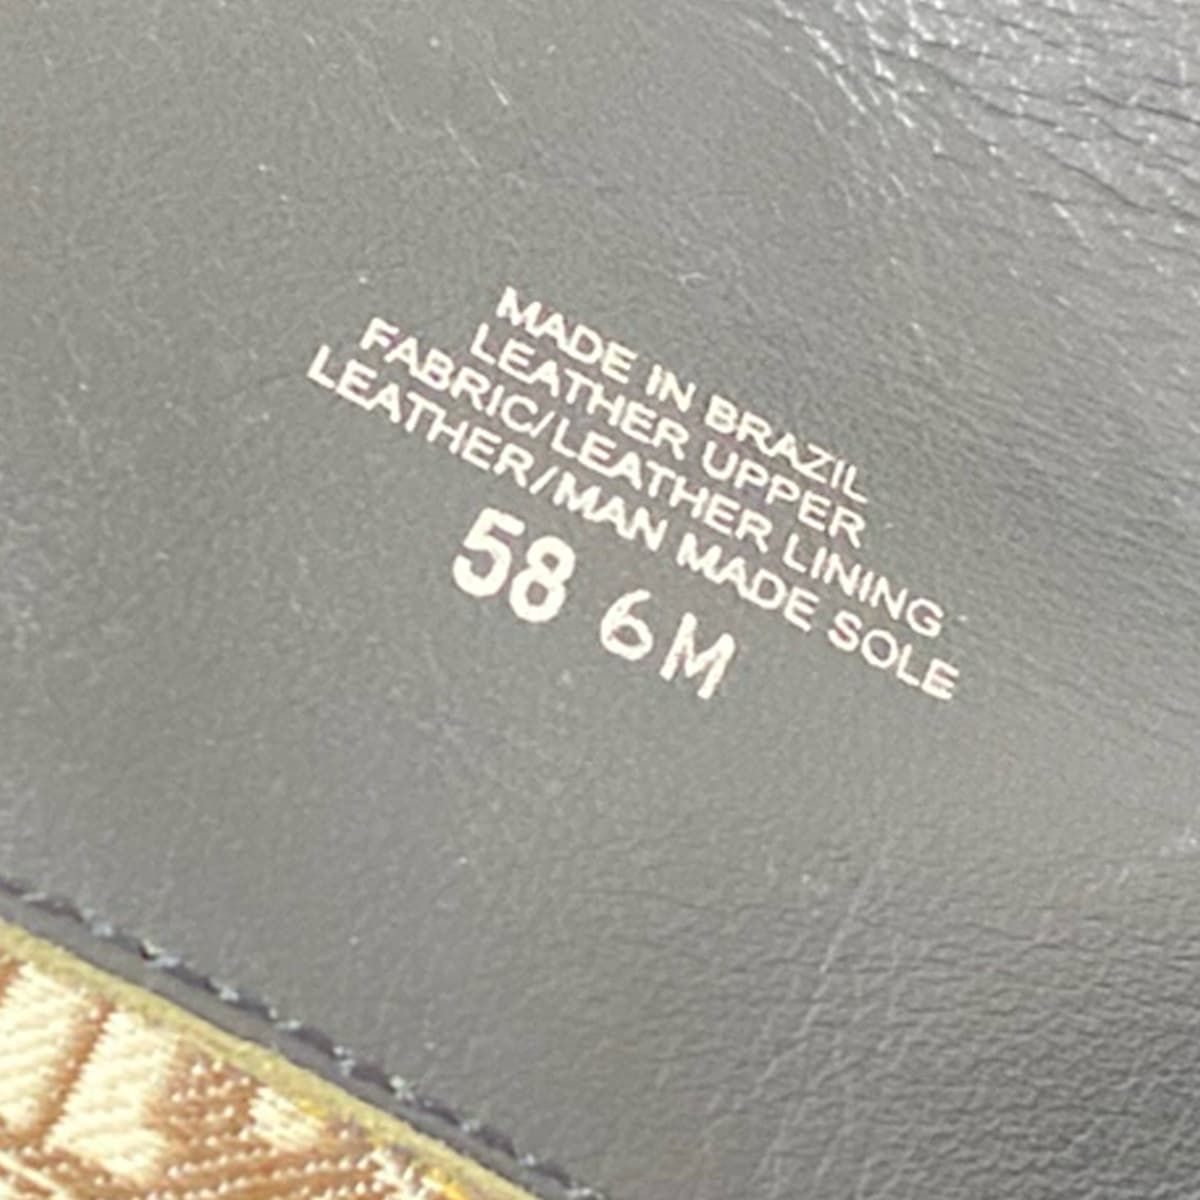 MADE IN BRAZIL
LEATHER UPPER
FABRIC/LEATHER LINING
LEATHER/MAN MADE SOLE
58 6M